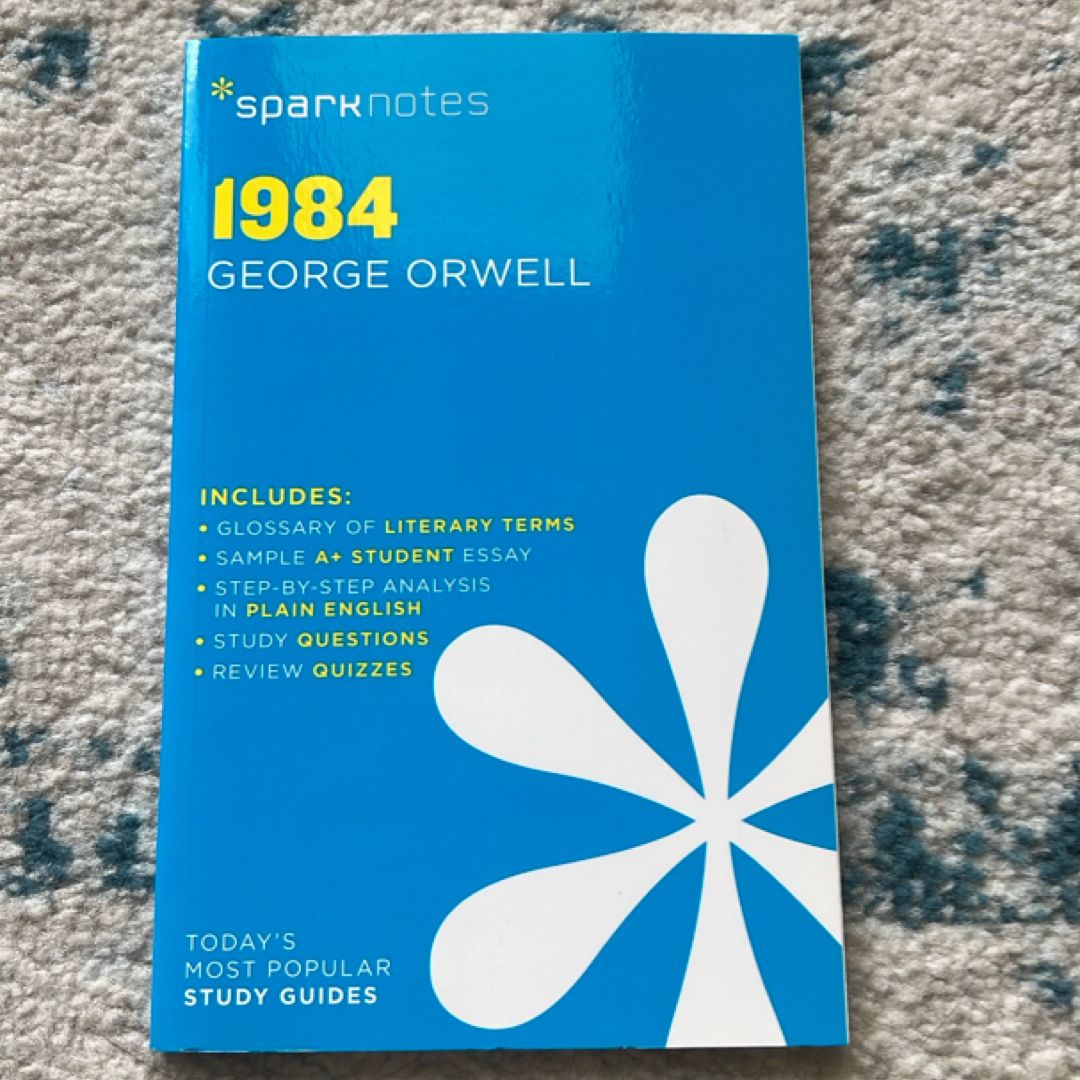 *sparknotes
1984
GEORGE ORWELL
INCLUDES:
• GLOSSARY OF LITERARY TERMS
• SAMPLE A+ STUDENT ESSAY
• STEP-BY-STEP ANALYSIS
IN PLAIN ENGLISH
• STUDY QUESTIONS
• REVIEW QUIZZES
TODAY'S
MOST POPULAR
STUDY GUIDES